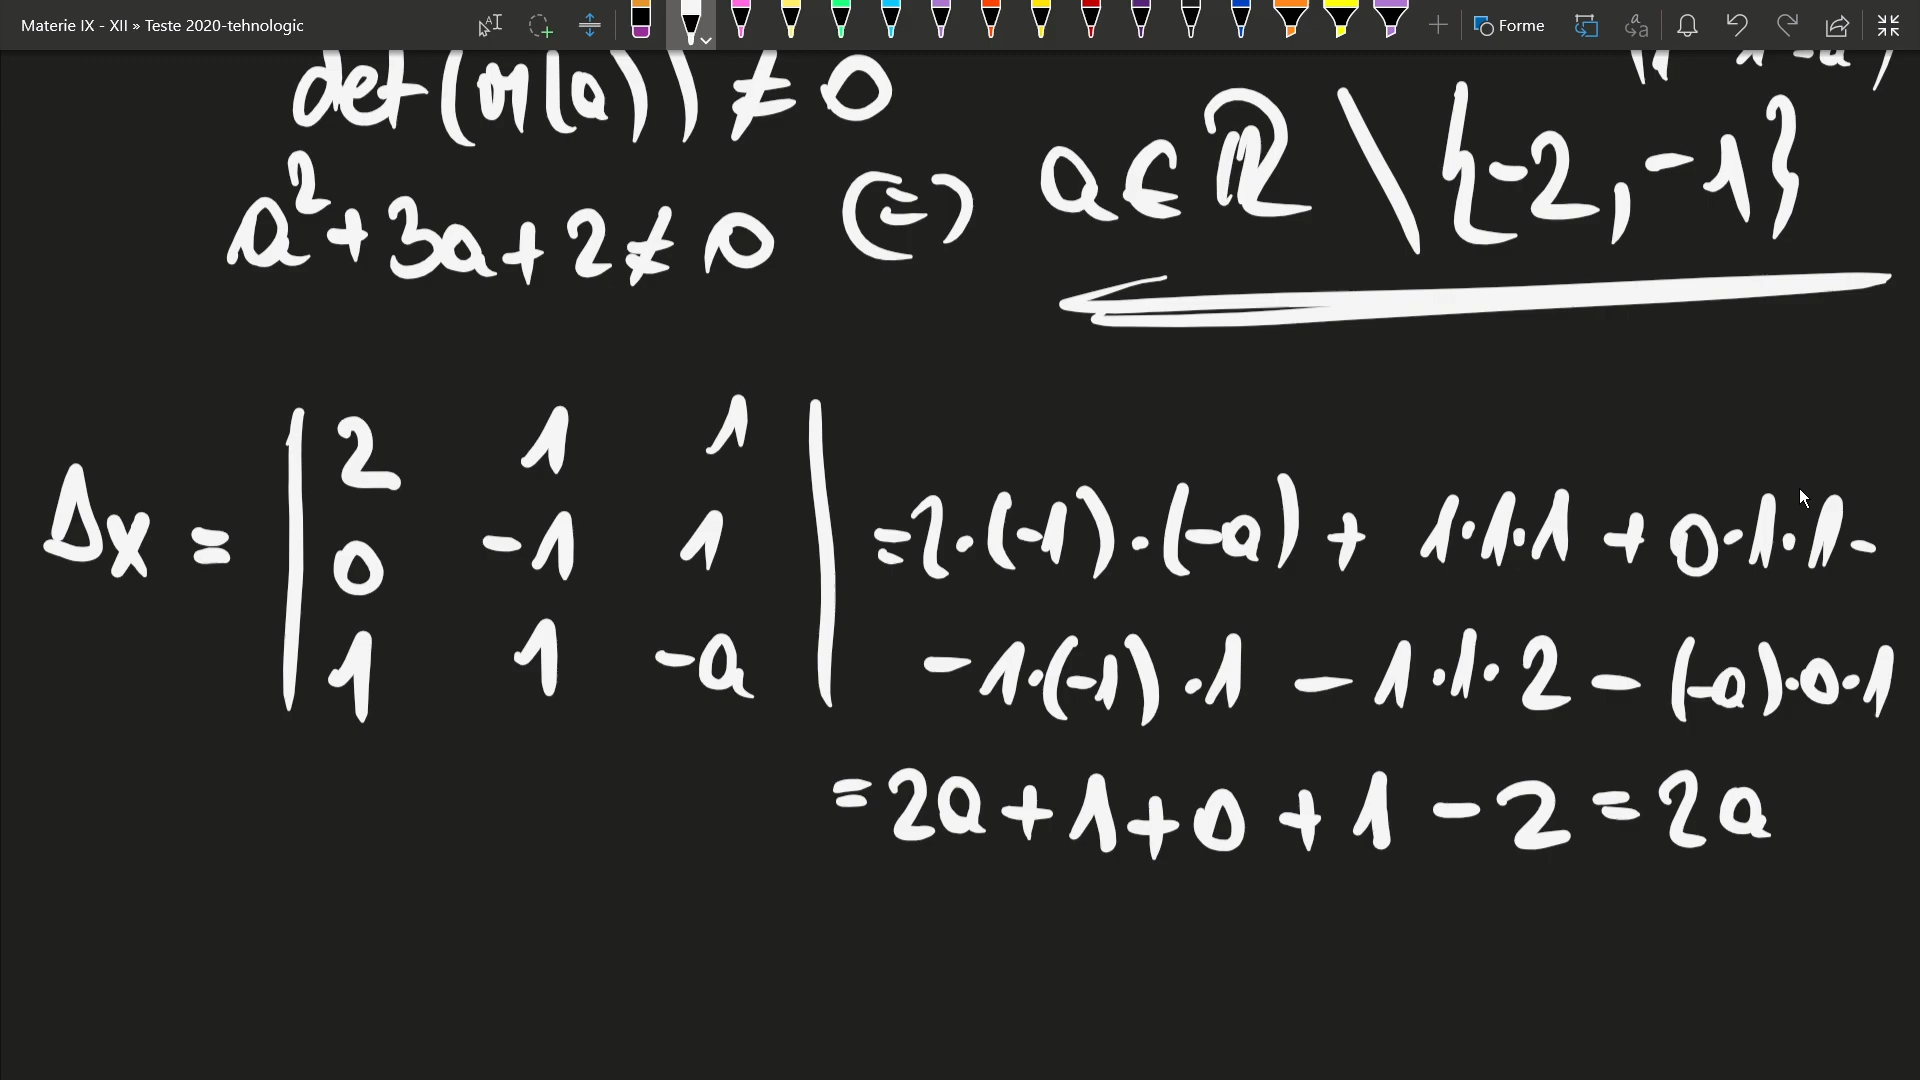 Materie IX - XII » Teste 2020-tehnologic
Forme
det(M(a)) ≠ 0
a² + 3a + 2 ≠ 0 (=) a ∈ ℝ \ {-2, -1}
Δx = | 2 1 1 |
| 0 -1 1 |
| 1 1 -a |
= 2·(-1)·(-a) + 1·1·1 + 0·1·1 -
- 1·(-1)·1 - 1·1·2 - (-a)·0·1
= 2a + 1 + 0 + 1 - 2 = 2a